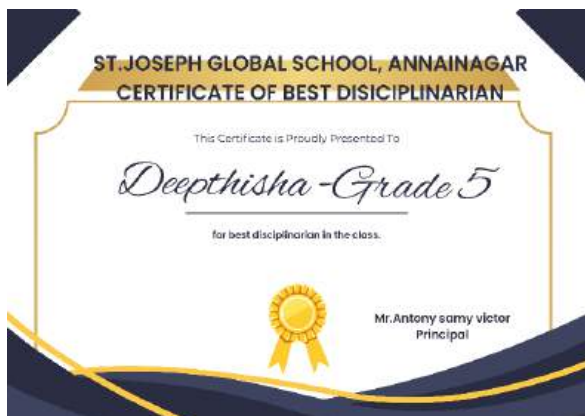 ST.JOSEPH GLOBAL SCHOOL, ANNAINAGAR
CERTIFICATE OF BEST DISICIPLINARIAN
This Certificate is Proudly Presented To
Deepthisha -Grade 5
for best disciplinarian in the class.
Mr.Antony samy victor
Principal